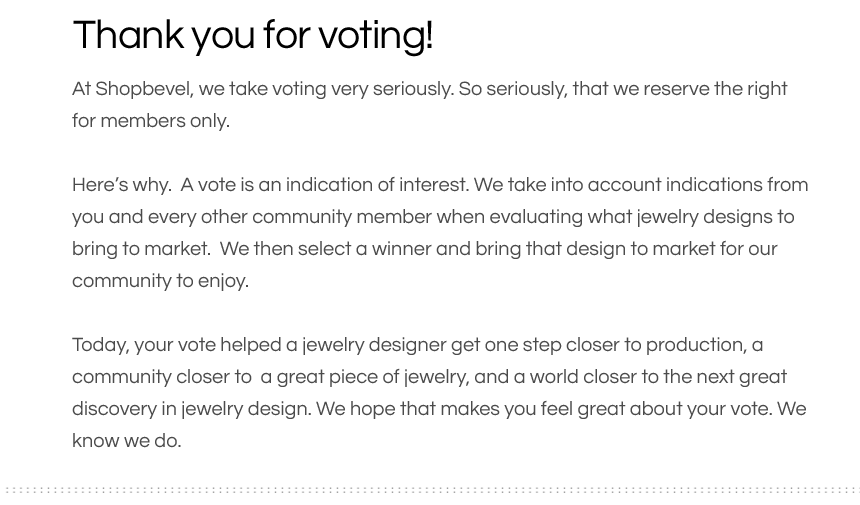 Thank you for voting!
At Shopbevel, we take voting very seriously. So seriously, that we reserve the right
for members only.
Here’s why.  A vote is an indication of interest. We take into account indications from
you and every other community member when evaluating what jewelry designs to
bring to market.  We then select a winner and bring that design to market for our
community to enjoy.
Today, your vote helped a jewelry designer get one step closer to production, a
community closer to  a great piece of jewelry, and a world closer to the next great
discovery in jewelry design. We hope that makes you feel great about your vote. We
know we do.